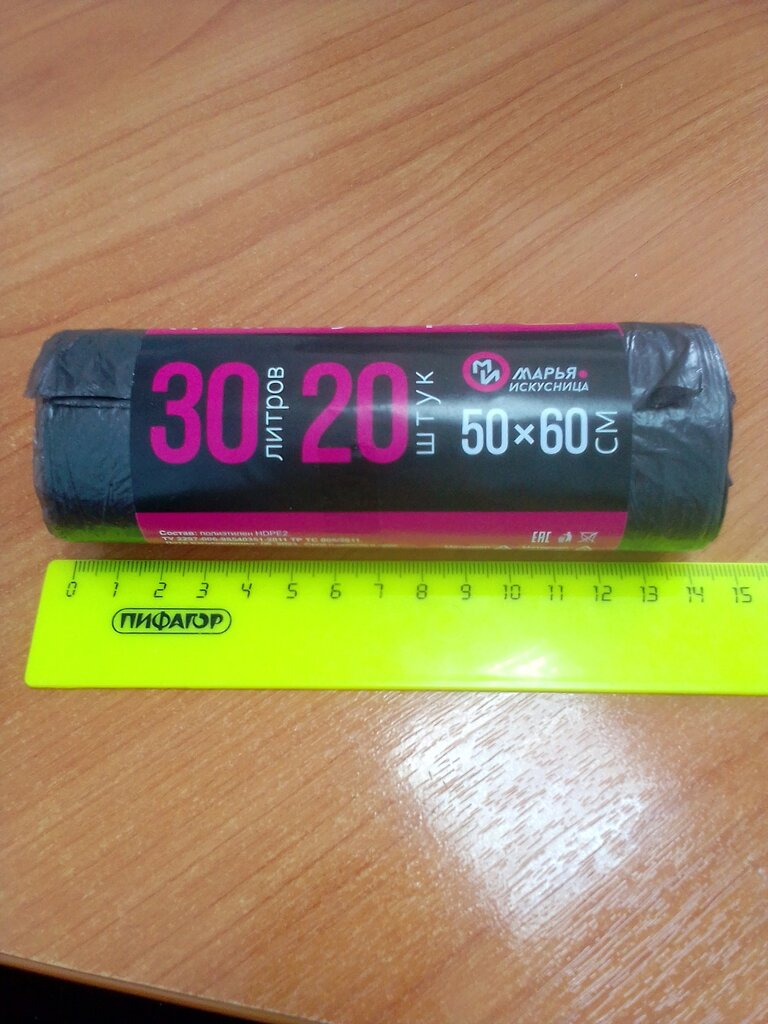 30 литров 20 штук
МАРЬЯ
ИСКУСНИЦА
50×60 СМ
Состав: полиэтилен HDPE2
EAC
0 1 2 3 4 5 6 7 8 9 10 11 12 13 14 15
ПИФАГОР